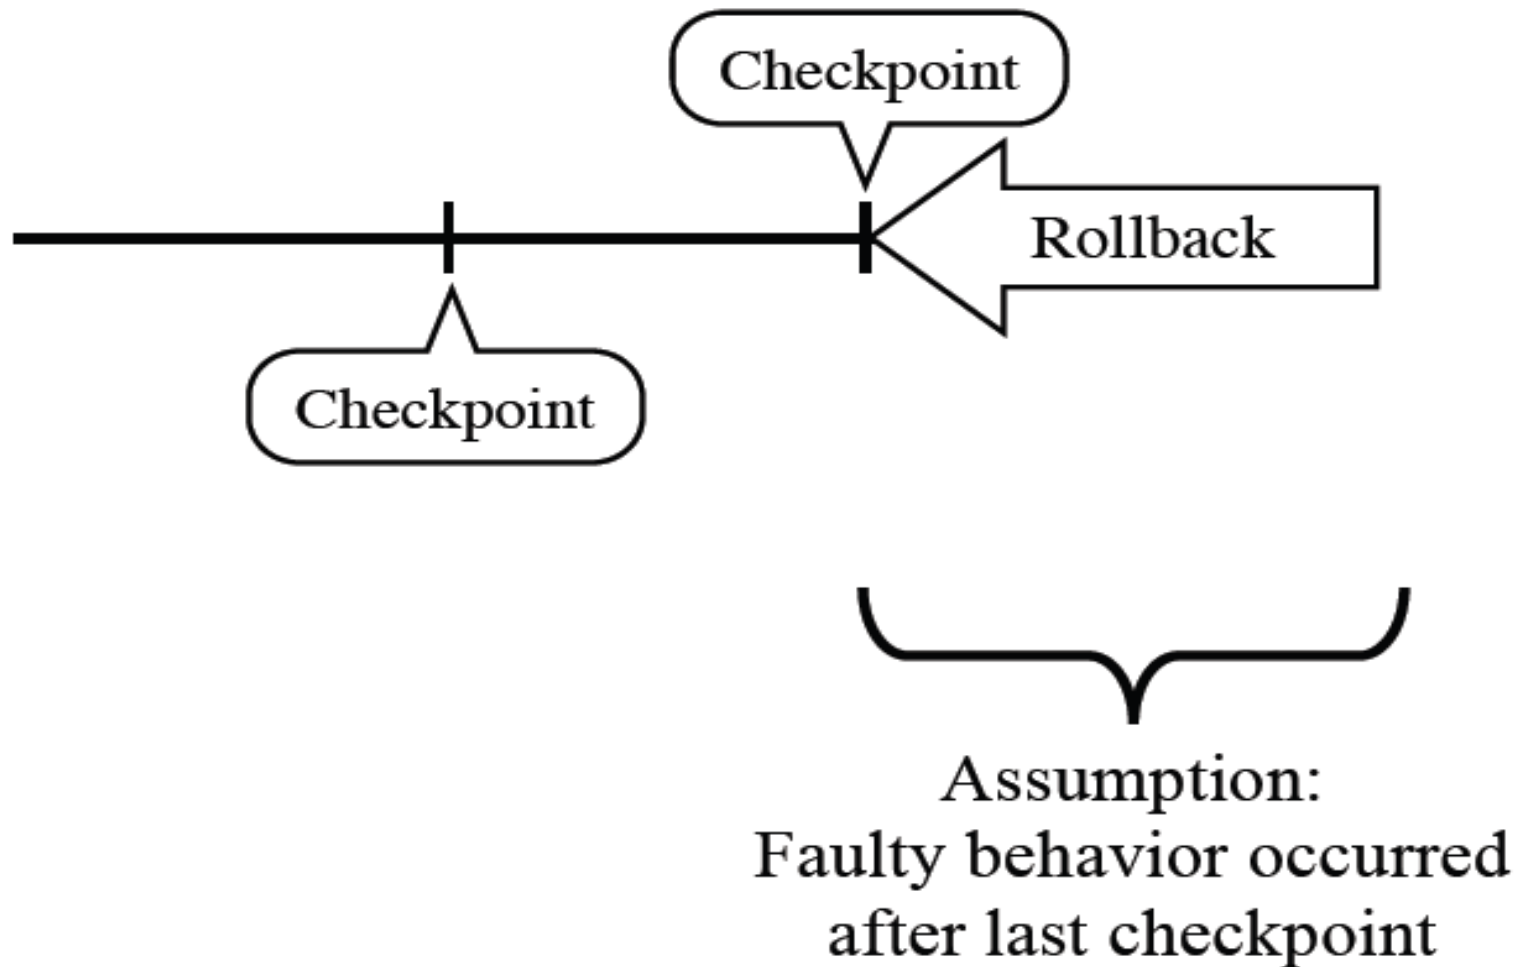 Checkpoint
Rollback
Checkpoint
Assumption:
Faulty behavior occurred
after last checkpoint